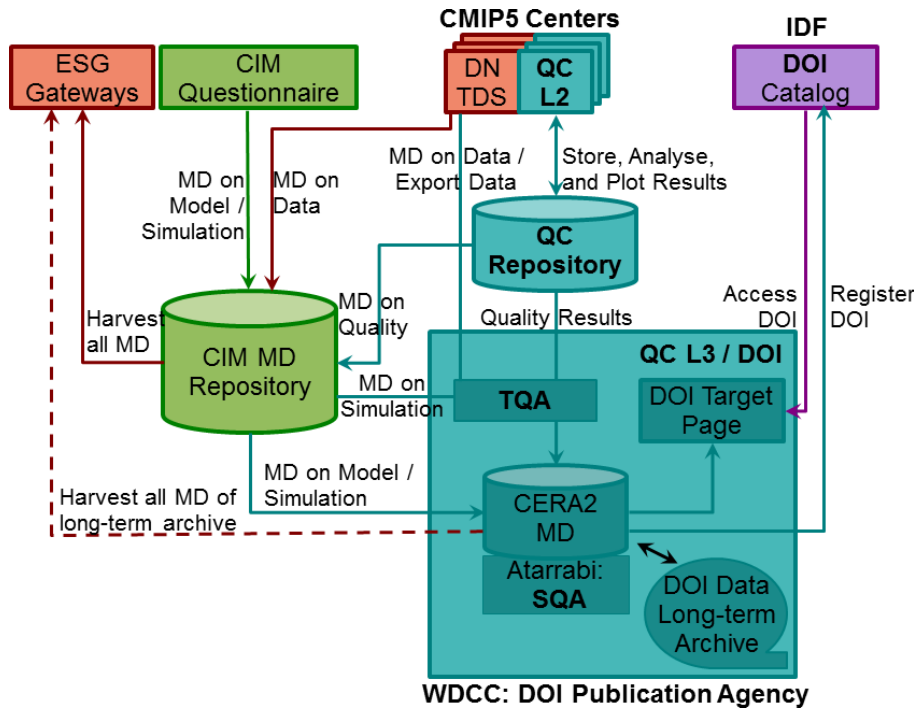 CMIP5 Centers
IDF
ESG
Gateways
CIM
Questionnaire
DN
TDS
QC
L2
DOI
Catalog
MD on
Model /
Simulation
MD on
Data
MD on Data /
Export Data
Store, Analyse,
and Plot Results
QC
Repository
Access
DOI
Register
DOI
Harvest
all MD
CIM MD
Repository
MD on
Quality
Quality Results
QC L3 / DOI
MD on
Simulation
TQA
DOI Target
Page
MD on Model /
Simulation
Harvest all MD of
long-term archive
CERA2
MD
Atarrabi:
SQA
DOI Data
Long-term
Archive
WDCC: DOI Publication Agency